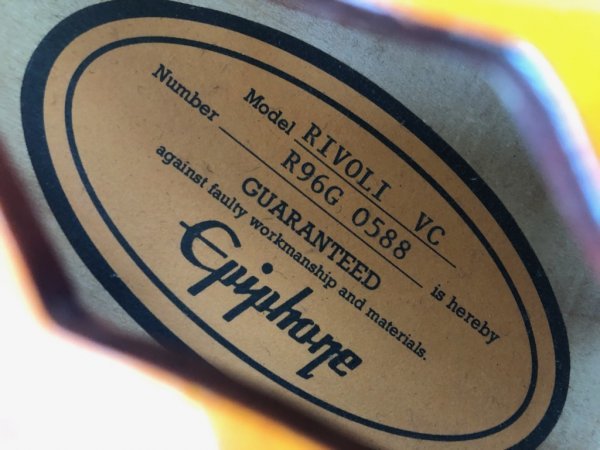 Model RIVOLI VC
Number R96G 0588 is hereby
GUARANTEED
against faulty workmanship and materials.
Epiphone